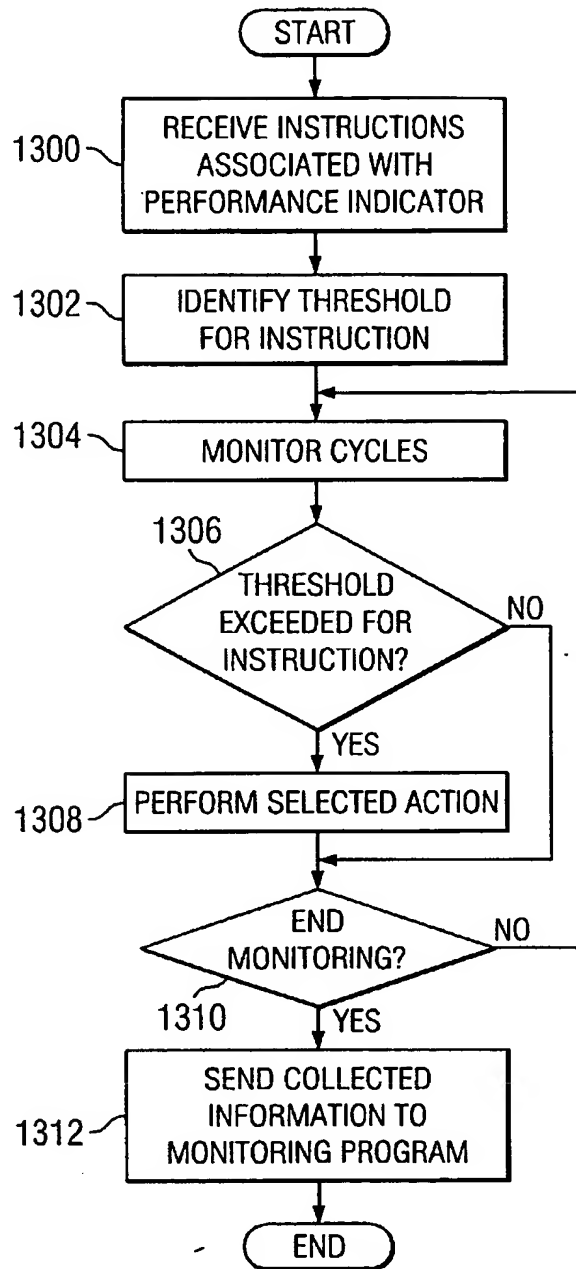 START
1300
RECEIVE INSTRUCTIONS
ASSOCIATED WITH
PERFORMANCE INDICATOR
1302
IDENTIFY THRESHOLD
FOR INSTRUCTION
1304
MONITOR CYCLES
1306
THRESHOLD
EXCEEDED FOR
INSTRUCTION?
NO
YES
1308
PERFORM SELECTED ACTION
END
MONITORING?
NO
1310
YES
1312
SEND COLLECTED
INFORMATION TO
MONITORING PROGRAM
END